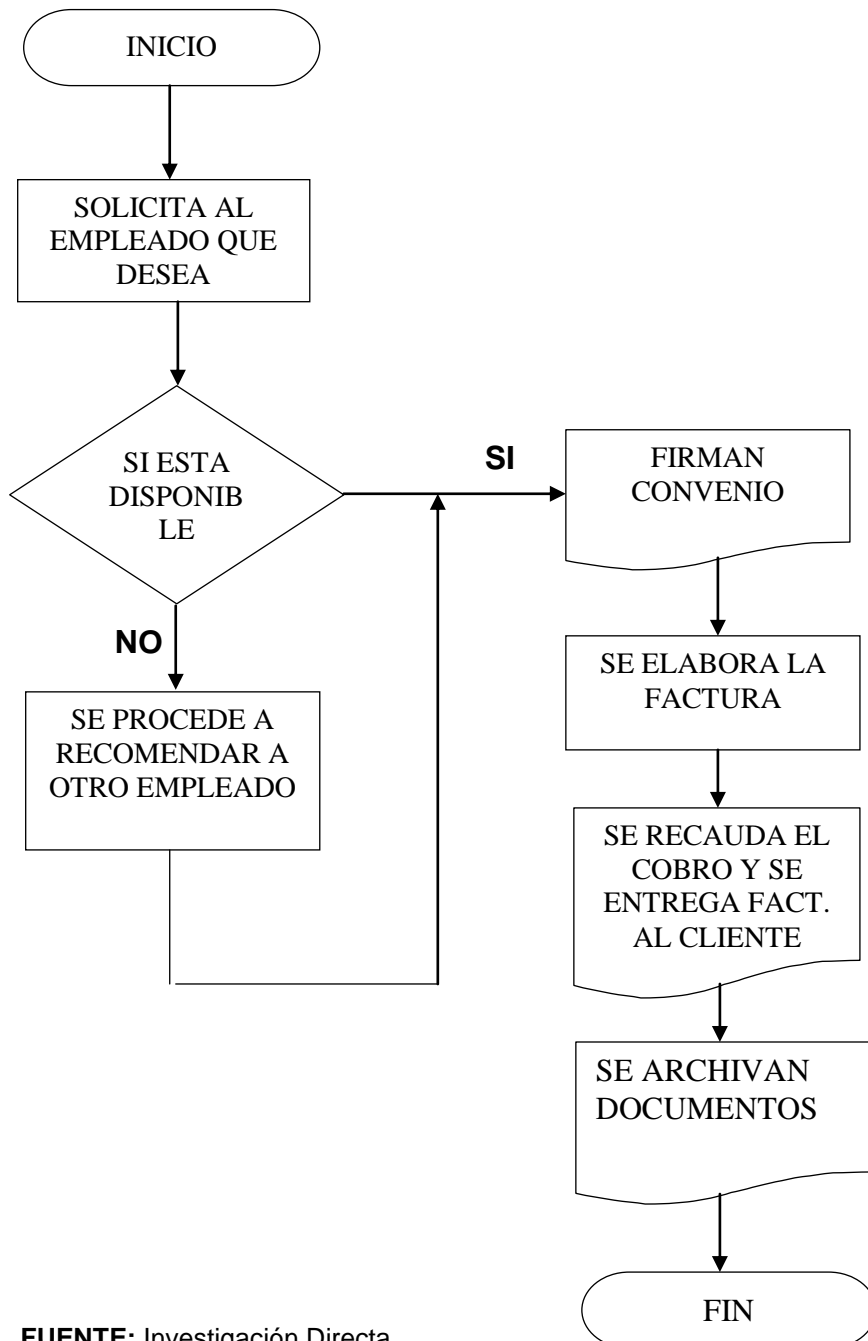 INICIO
SOLICITA AL
EMPLEADO QUE
DESEA
SI ESTA
DISPONIB
LE
SI
NO
SE PROCEDE A
RECOMENDAR A
OTRO EMPLEADO
FIRMAN
CONVENIO
SE ELABORA LA
FACTURA
SE RECAUDA EL
COBRO Y SE
ENTREGA FACT.
AL CLIENTE
SE ARCHIVAN
DOCUMENTOS
FIN
FUENTE: Investigación Directa